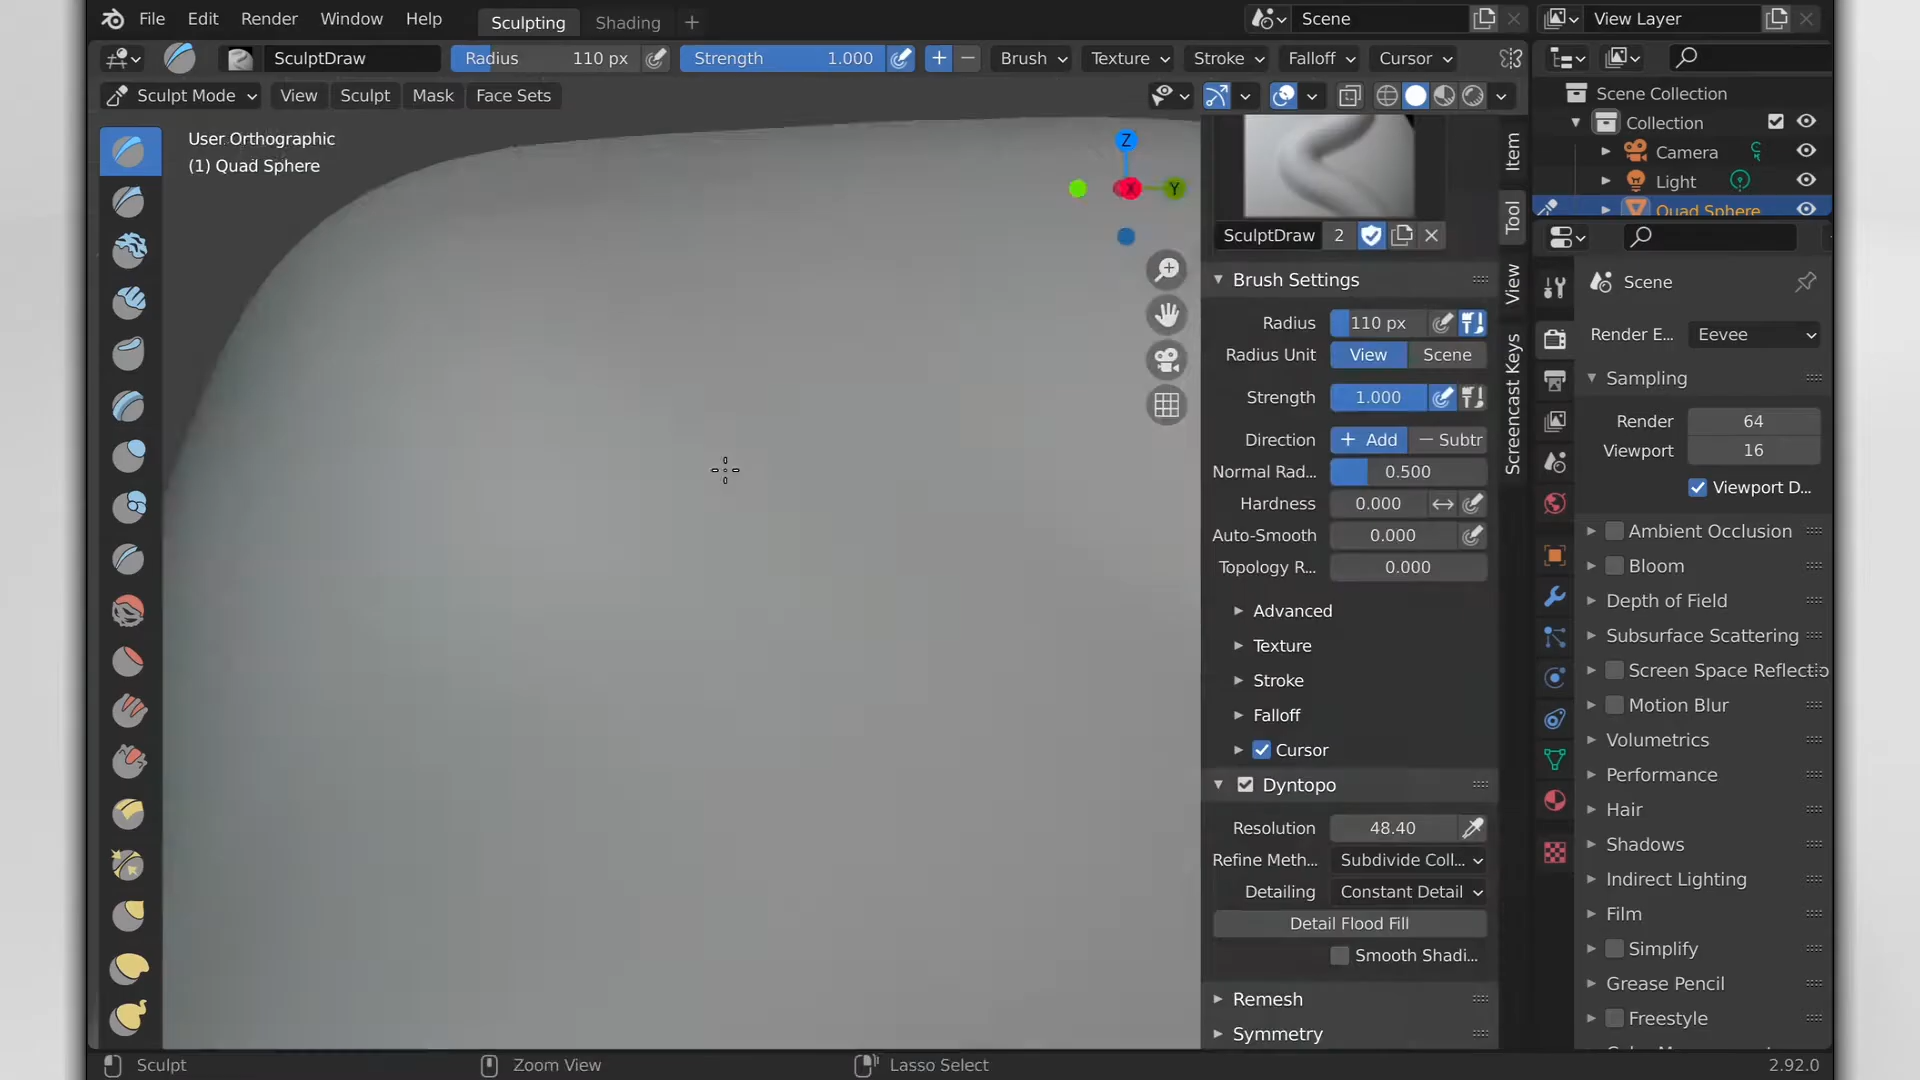 File Edit Render Window Help Sculpting Shading + Scene View Layer
SculptDraw Radius 110 px Strength 1.000 + − Brush Texture Stroke Falloff Cursor
Sculpt Mode View Sculpt Mask Face Sets
User Orthographic
(1) Quad Sphere
Z
X
Y
SculptDraw 2
Brush Settings
Radius 110 px
Radius Unit View Scene
Strength 1.000
Direction + Add − Subtr
Normal Rad... 0.500
Hardness 0.000
Auto-Smooth 0.000
Topology R... 0.000
Advanced
Texture
Stroke
Falloff
Cursor
Dyntopo
Resolution 48.40
Refine Meth... Subdivide Coll...
Detailing Constant Detail
Detail Flood Fill
Smooth Shadi...
Remesh
Symmetry
Item
Tool
View
Screencast Keys
Scene Collection
Collection
Camera
Light
Quad Sphere
Scene
Render E... Eevee
Sampling
Render 64
Viewport 16
Viewport D...
Ambient Occlusion
Bloom
Depth of Field
Subsurface Scattering
Screen Space Reflectio
Motion Blur
Volumetrics
Performance
Hair
Shadows
Indirect Lighting
Film
Simplify
Grease Pencil
Freestyle
Sculpt Zoom View Lasso Select 2.92.0